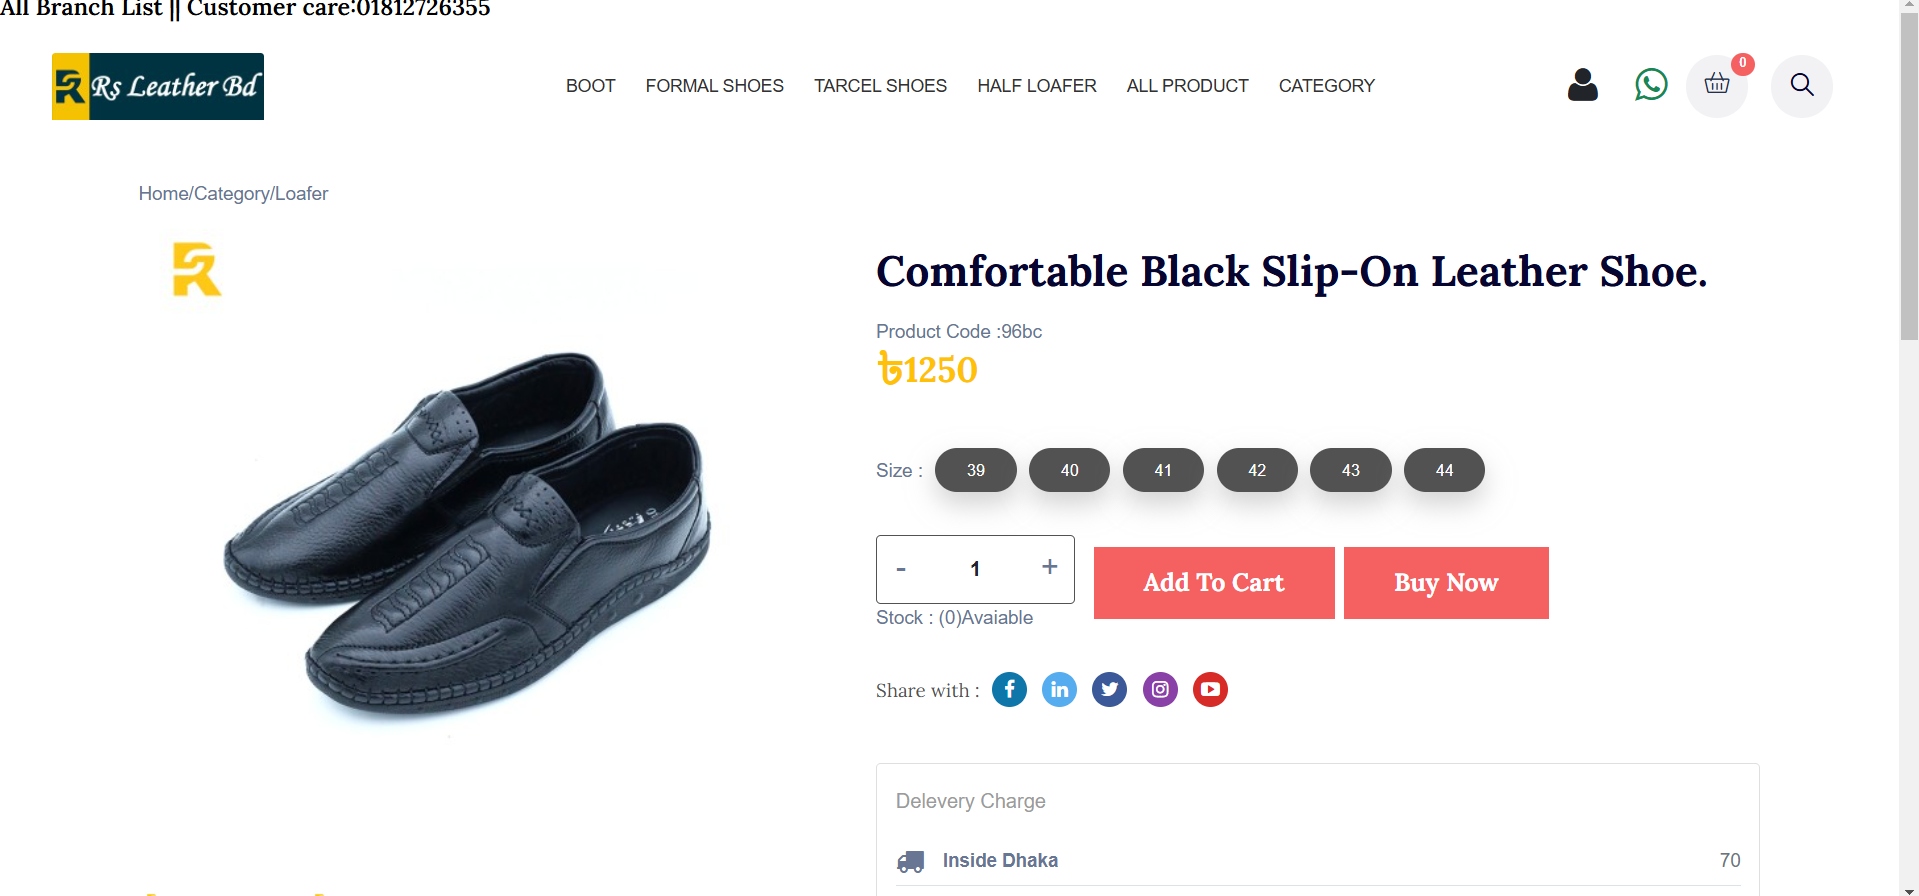 All Branch List || Customer care:01812726355
Rs Leather Bd
BOOT FORMAL SHOES TARCEL SHOES HALF LOAFER ALL PRODUCT CATEGORY
0
Home/Category/Loafer
Comfortable Black Slip-On Leather Shoe.
Product Code :96bc
৳1250
Size : 39 40 41 42 43 44
- 1 +
Add To Cart Buy Now
Stock : (0)Avaiable
Share with :
Delevery Charge
Inside Dhaka 70